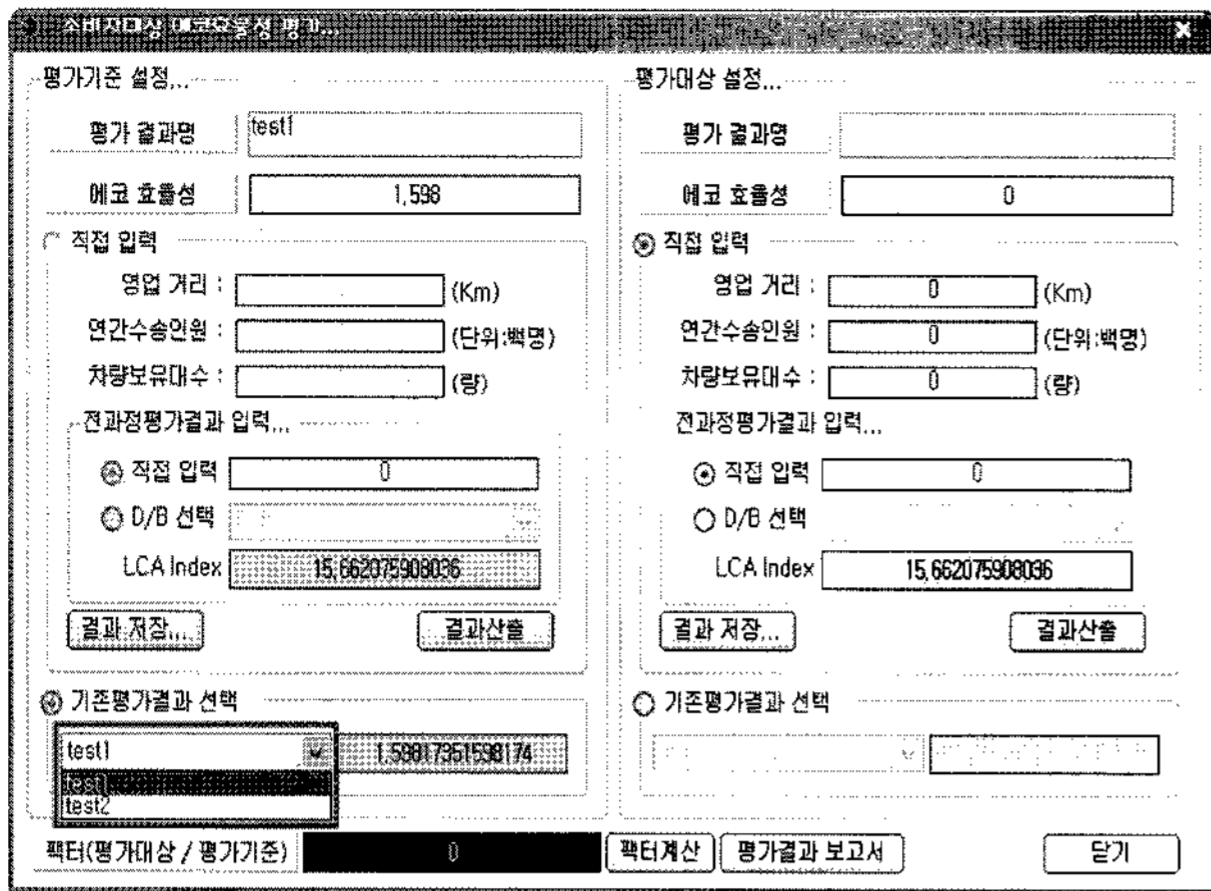 소비자대상 에코효율성 평가...
평가기준 설정...
평가 결과명 test1
에코 효율성 1,598
직접 입력
영업 거리 : (Km)
연간수송인원 : (단위:백명)
차량보유대수 : (량)
전과정평가결과 입력...
직접 입력 0
D/B 선택
LCA Index 15,662075908036
결과 저장... 결과산출
기존평가결과 선택
test1 1,59817351598174
test1
test2
평가대상 설정...
평가 결과명
에코 효율성 0
직접 입력
영업 거리 : 0 (Km)
연간수송인원 : 0 (단위:백명)
차량보유대수 : 0 (량)
전과정평가결과 입력...
직접 입력 0
D/B 선택
LCA Index 15,662075908036
결과 저장... 결과산출
기존평가결과 선택
팩터(평가대상 / 평가기준) 0 팩터계산 평가결과 보고서 닫기